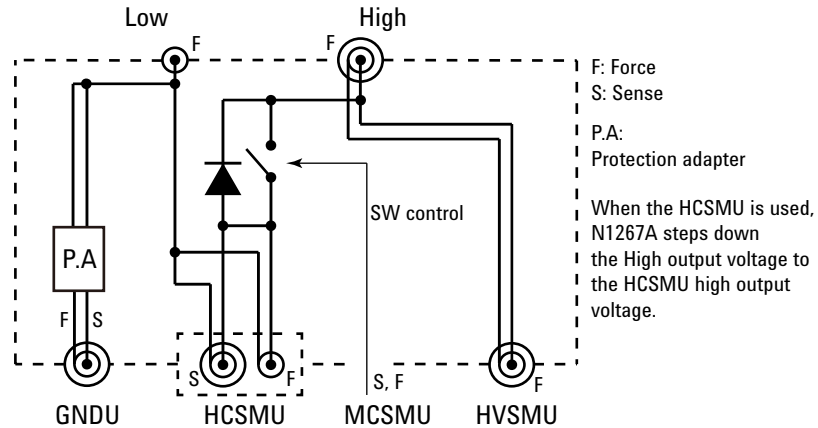 Low
High
F
F
F: Force
S: Sense
P.A:
Protection adapter
When the HCSMU is used,
N1267A steps down
the High output voltage to
the HCSMU high output
voltage.
SW control
P.A
F
S
S
F
S, F
F
GNDU
HCSMU
MCSMU
HVSMU